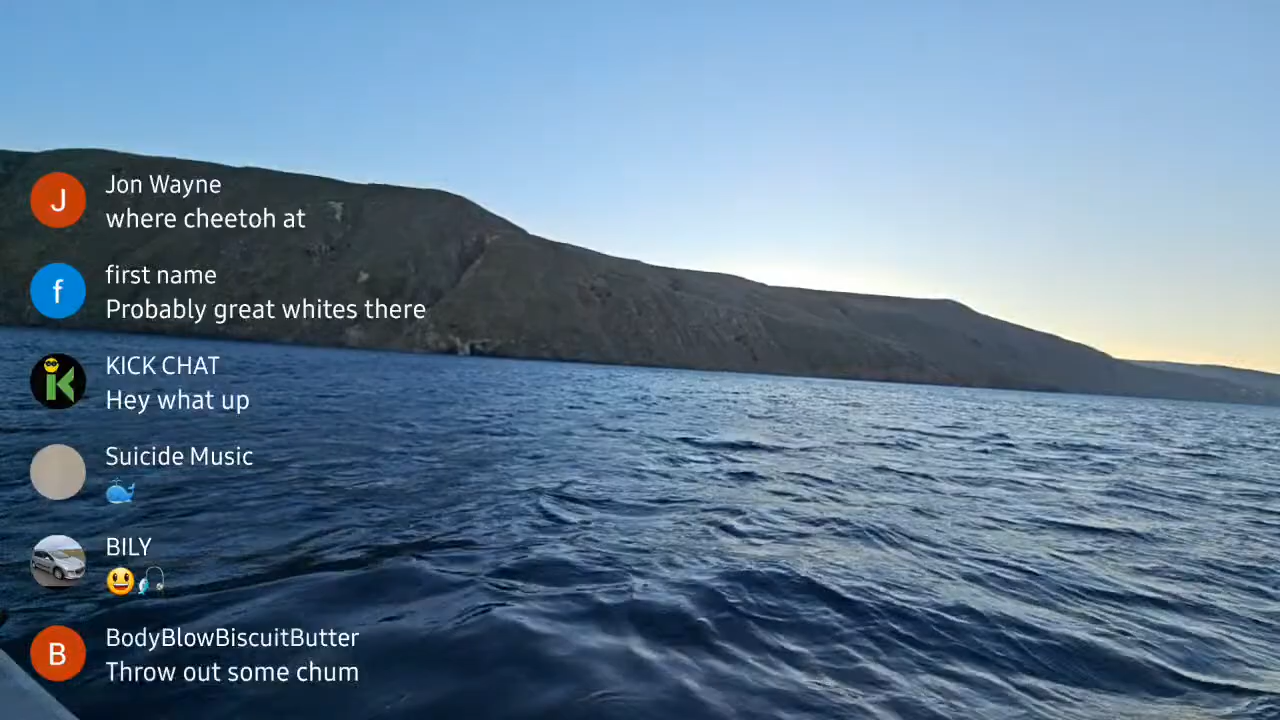 J
Jon Wayne
where cheetoh at
f
first name
Probably great whites there
K
KICK CHAT
Hey what up
Suicide Music
🐳
BILY
😃🎣
B
BodyBlowBiscuitButter
Throw out some chum